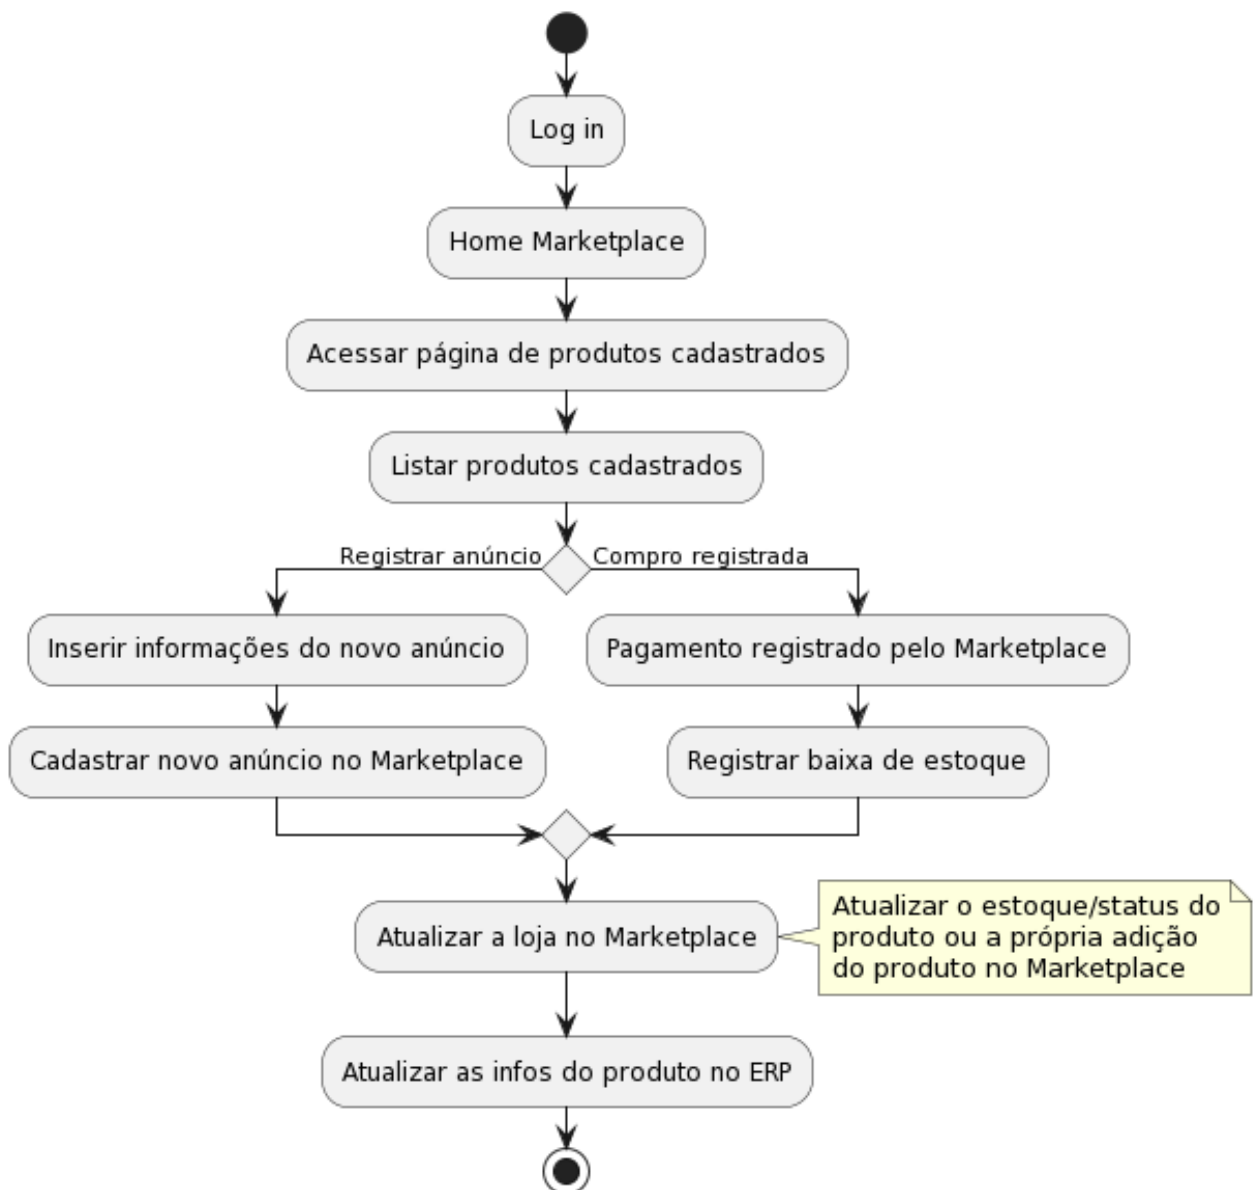 Log in
Home Marketplace
Acessar página de produtos cadastrados
Listar produtos cadastrados
Registrar anúncio
Compro registrada
Inserir informações do novo anúncio
Pagamento registrado pelo Marketplace
Cadastrar novo anúncio no Marketplace
Registrar baixa de estoque
Atualizar a loja no Marketplace
Atualizar o estoque/status do
produto ou a própria adição
do produto no Marketplace
Atualizar as infos do produto no ERP